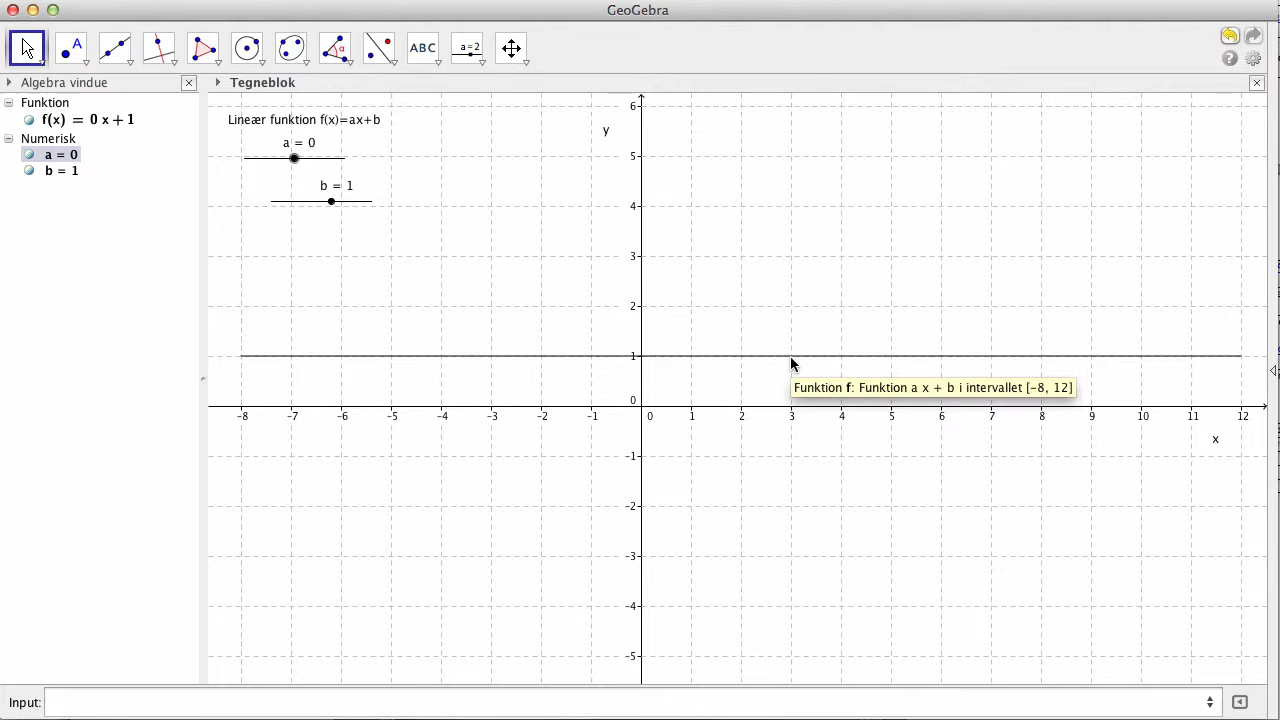 GeoGebra
A
α
ABC
a=2
Algebra vindue
Tegneblok
Funktion
f(x) = 0 x + 1
Numerisk
a = 0
b = 1
Lineær funktion f(x)=ax+b
a = 0
b = 1
y
6
5
4
3
2
1
0
-1
-2
-3
-4
-5
Funktion f: Funktion a x + b i intervallet [-8, 12]
-8 -7 -6 -5 -4 -3 -2 -1 0 1 2 3 4 5 6 7 8 9 10 11 12
x
Input: